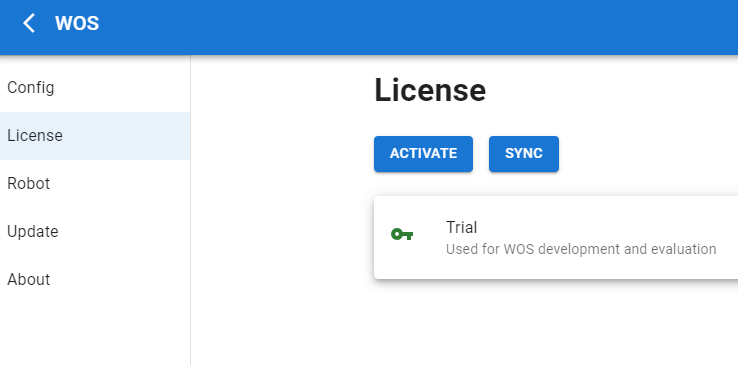 WOS
Config
License
Robot
Update
About
License
ACTIVATE SYNC
Trial
Used for WOS development and evaluation